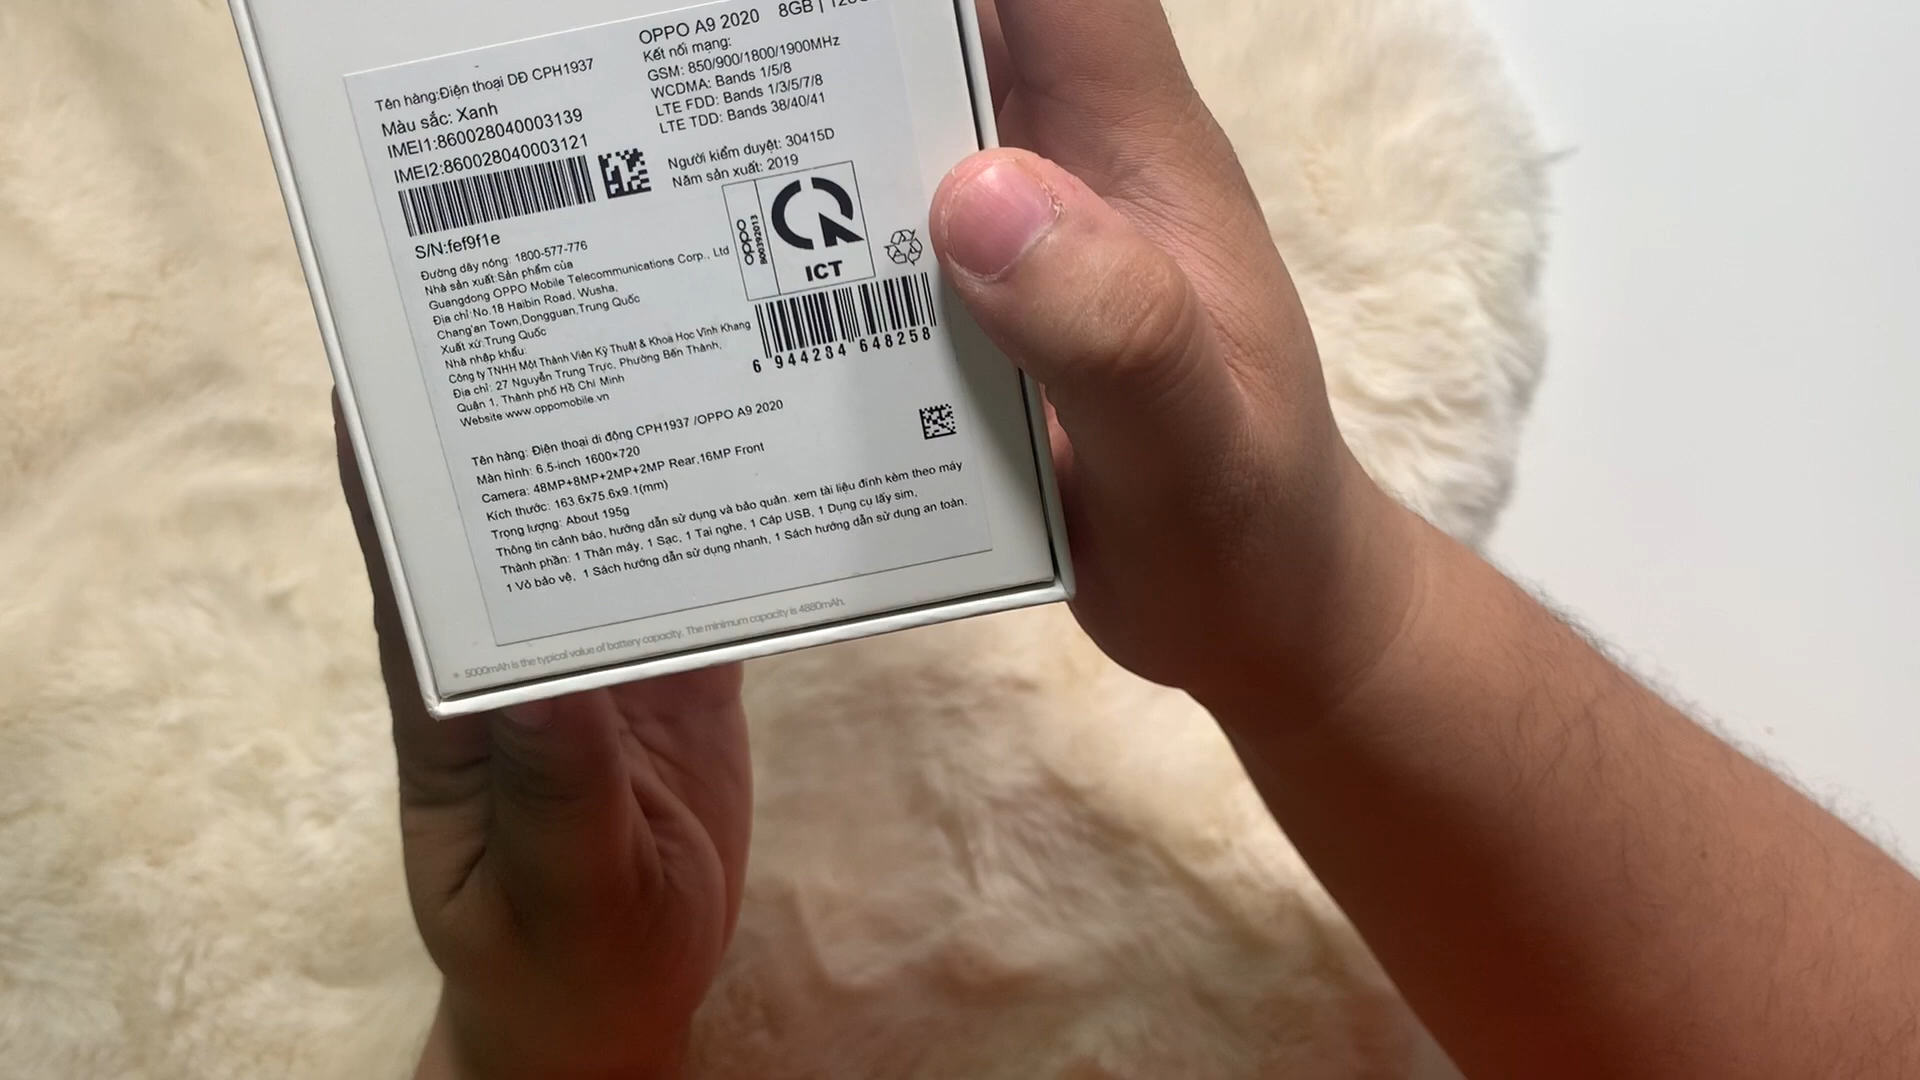 Tên hàng:Điện thoại DĐ CPH1937
Màu sắc: Xanh
IMEI1:860028040003139
IMEI2:860028040003121
S/N:fef9f1e
Đường dây nóng: 1800-577-776
Nhà sản xuất:Sản phẩm của
Guangdong OPPO Mobile Telecommunications Corp., Ltd
Địa chỉ:No.18 Haibin Road, Wusha,
Chang'an Town,Dongguan,Trung Quốc
Xuất xứ:Trung Quốc
Nhà nhập khẩu:
Công ty TNHH Một Thành Viên Kỹ Thuật & Khoa Học Vĩnh Khang
Địa chỉ: 27 Nguyễn Trung Trực, Phường Bến Thành,
Quận 1, Thành phố Hồ Chí Minh
Website www.oppomobile.vn
OPPO A9 2020 8GB |
Kết nối mạng:
GSM: 850/900/1800/1900MHz
WCDMA: Bands 1/5/8
LTE FDD: Bands 1/3/5/7/8
LTE TDD: Bands 38/40/41
Người kiểm duyệt: 30415D
Năm sản xuất: 2019
oppo
B00392013
ICT
6 944284 648258
Tên hàng: Điện thoại di động CPH1937 /OPPO A9 2020
Màn hình: 6.5-inch 1600×720
Camera: 48MP+8MP+2MP+2MP Rear,16MP Front
Kích thước: 163.6x75.6x9.1(mm)
Trọng lượng: About 195g
Thông tin cảnh báo, hướng dẫn sử dụng và bảo quản. xem tài liệu đính kèm theo máy
Thành phần: 1 Thân máy, 1 Sạc, 1 Tai nghe, 1 Cáp USB, 1 Dụng cụ lấy sim,
1 Vỏ bảo vệ, 1 Sách hướng dẫn sử dụng nhanh, 1 Sách hướng dẫn sử dụng an toàn.
* 5000mAh is the typical value of battery capacity. The minimum capacity is 4880mAh.